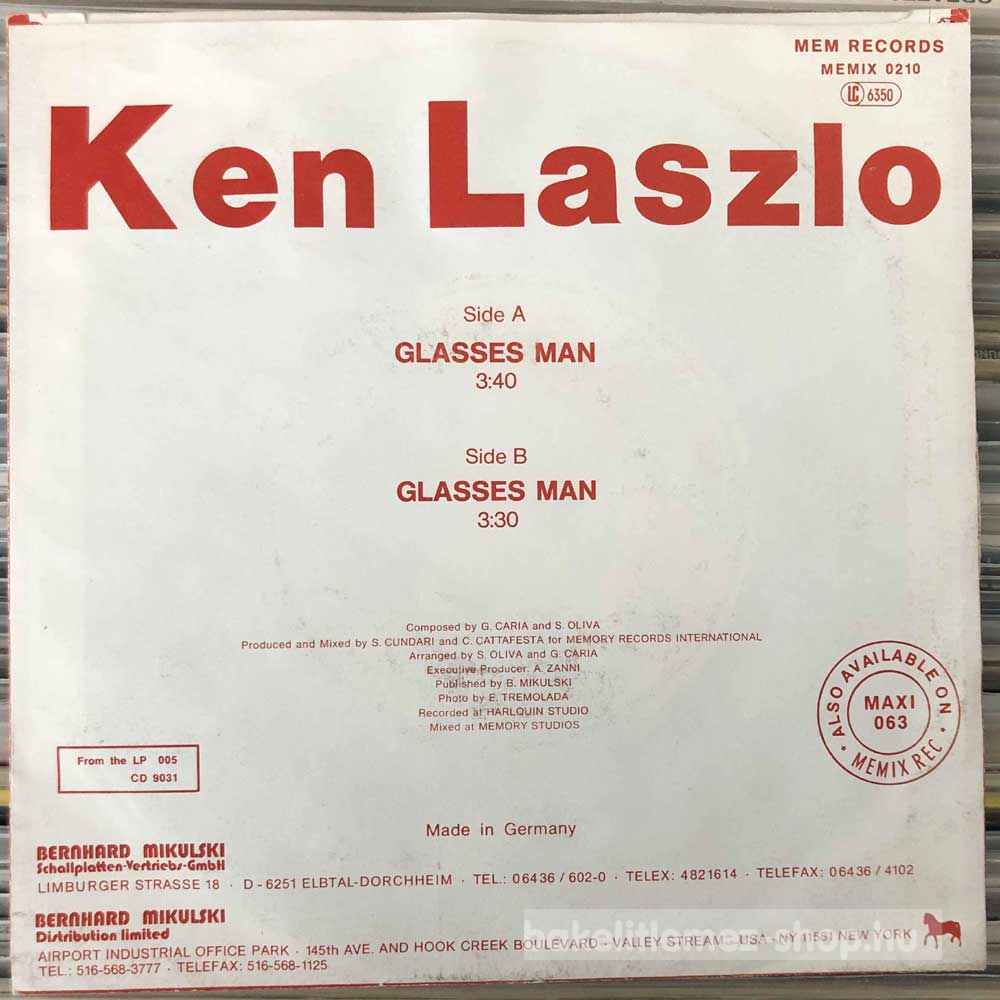 MEM RECORDS
MEMIX 0210
LC 6350
Ken Laszlo
Side A
GLASSES MAN
3:40
Side B
GLASSES MAN
3:30
Composed by G. CARIA and S. OLIVA
Produced and Mixed by S. CUNDARI and C. CATTAFESTA for MEMORY RECORDS INTERNATIONAL
Arranged by S. OLIVA and G. CARIA
Executive Producer. A. ZANNI
Published by B. MIKULSKI
Photo by E. TREMOLADA
Recorded at HARLQUIN STUDIO
Mixed at MEMORY STUDIOS
ALSO AVAILABLE ON
MAXI
063
• MEMIX REC •
From the LP 005
CD 9031
Made in Germany
BERNHARD MIKULSKI
Schallplatten-Vertriebs-GmbH
LIMBURGER STRASSE 18 · D - 6251 ELBTAL-DORCHHEIM · TEL.: 06436 / 602-0 · TELEX: 4821614 · TELEFAX: 06436 / 4102
BERNHARD MIKULSKI
Distribution limited
AIRPORT INDUSTRIAL OFFICE PARK · 145th AVE. AND HOOK CREEK BOULEVARD - VALLEY STREAM - USA - NY 11581 NEW YORK
TEL.: 516-568-3777 · TELEFAX: 516-568-1125
bakelitlemez-shop.hu